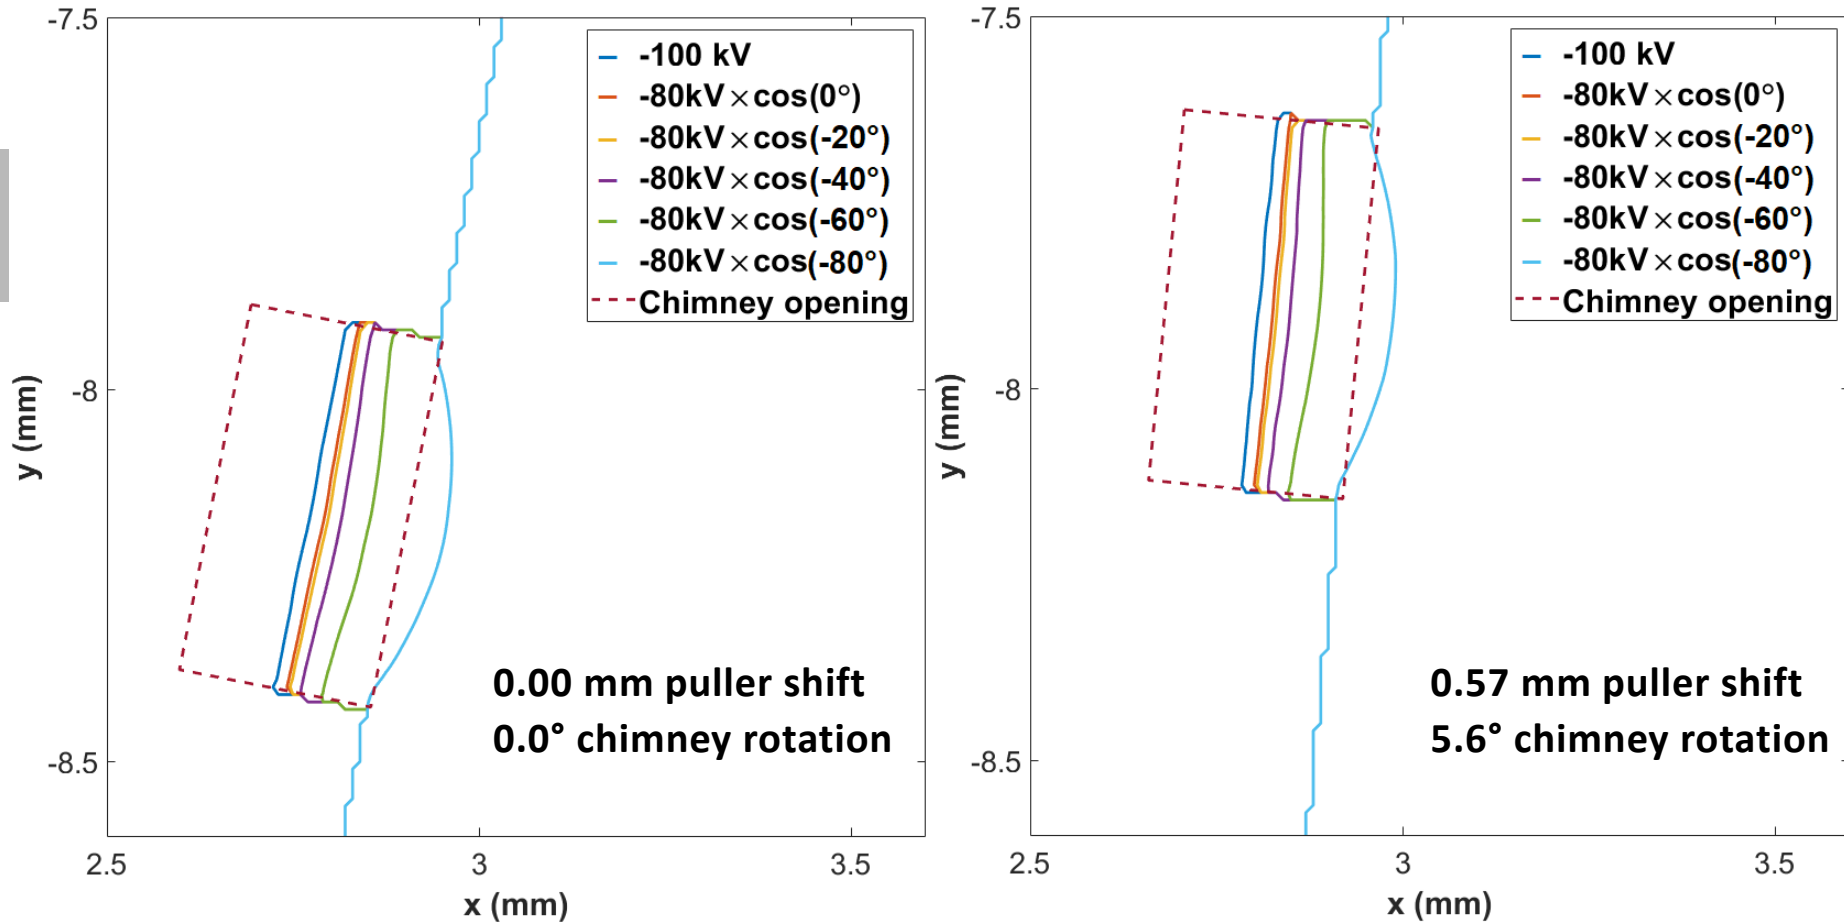 -7.5
-8
-8.5
2.5
3
3.5
x (mm)
y (mm)
-100 kV
-80kV×cos(0°)
-80kV×cos(-20°)
-80kV×cos(-40°)
-80kV×cos(-60°)
-80kV×cos(-80°)
Chimney opening
0.00 mm puller shift
0.0° chimney rotation
-7.5
-8
-8.5
2.5
3
3.5
x (mm)
y (mm)
-100 kV
-80kV×cos(0°)
-80kV×cos(-20°)
-80kV×cos(-40°)
-80kV×cos(-60°)
-80kV×cos(-80°)
Chimney opening
0.57 mm puller shift
5.6° chimney rotation